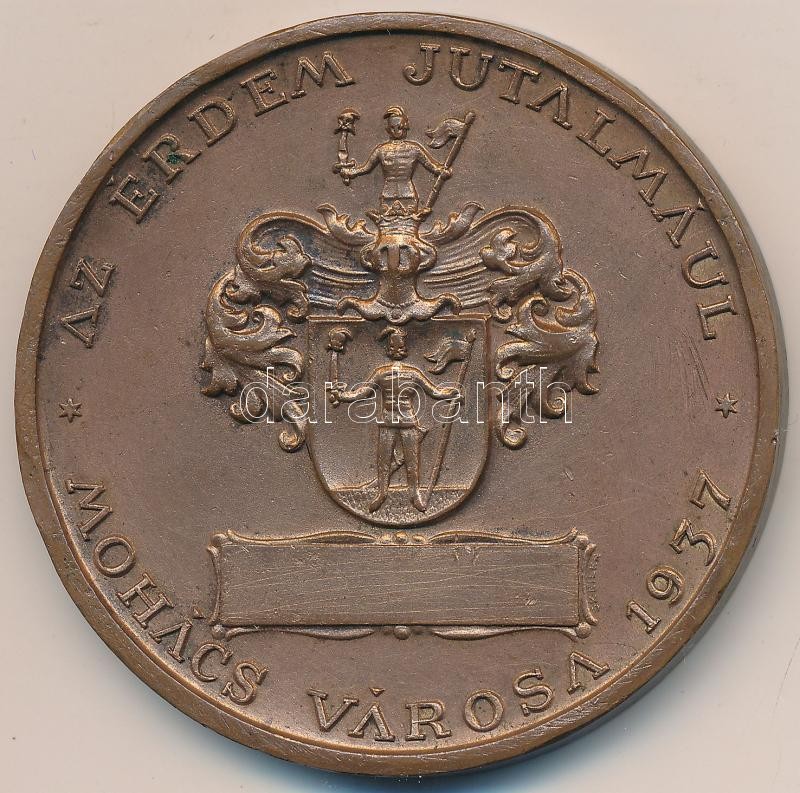 AZ ÉRDEM JUTALMÁUL
MOHÁCS VÁROSA 1937
darabanth